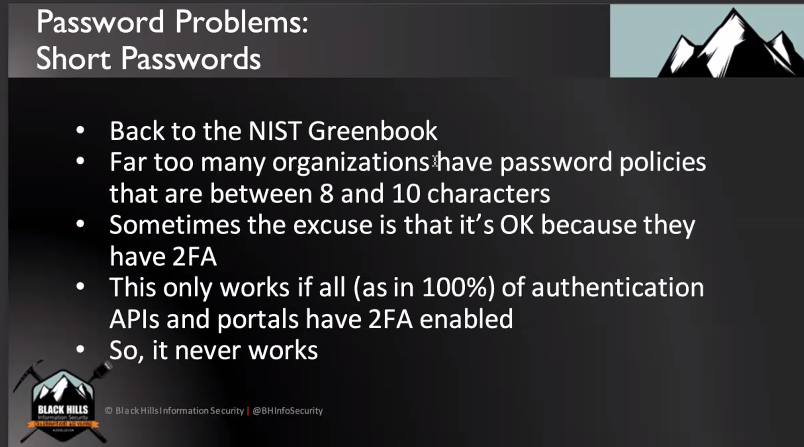 Password Problems:
Short Passwords
• Back to the NIST Greenbook
• Far too many organizations have password policies
that are between 8 and 10 characters
• Sometimes the excuse is that it's OK because they
have 2FA
• This only works if all (as in 100%) of authentication
APIs and portals have 2FA enabled
• So, it never works
BLACK HILLS
Information Security
© Black Hills Information Security | @BHInfoSecurity